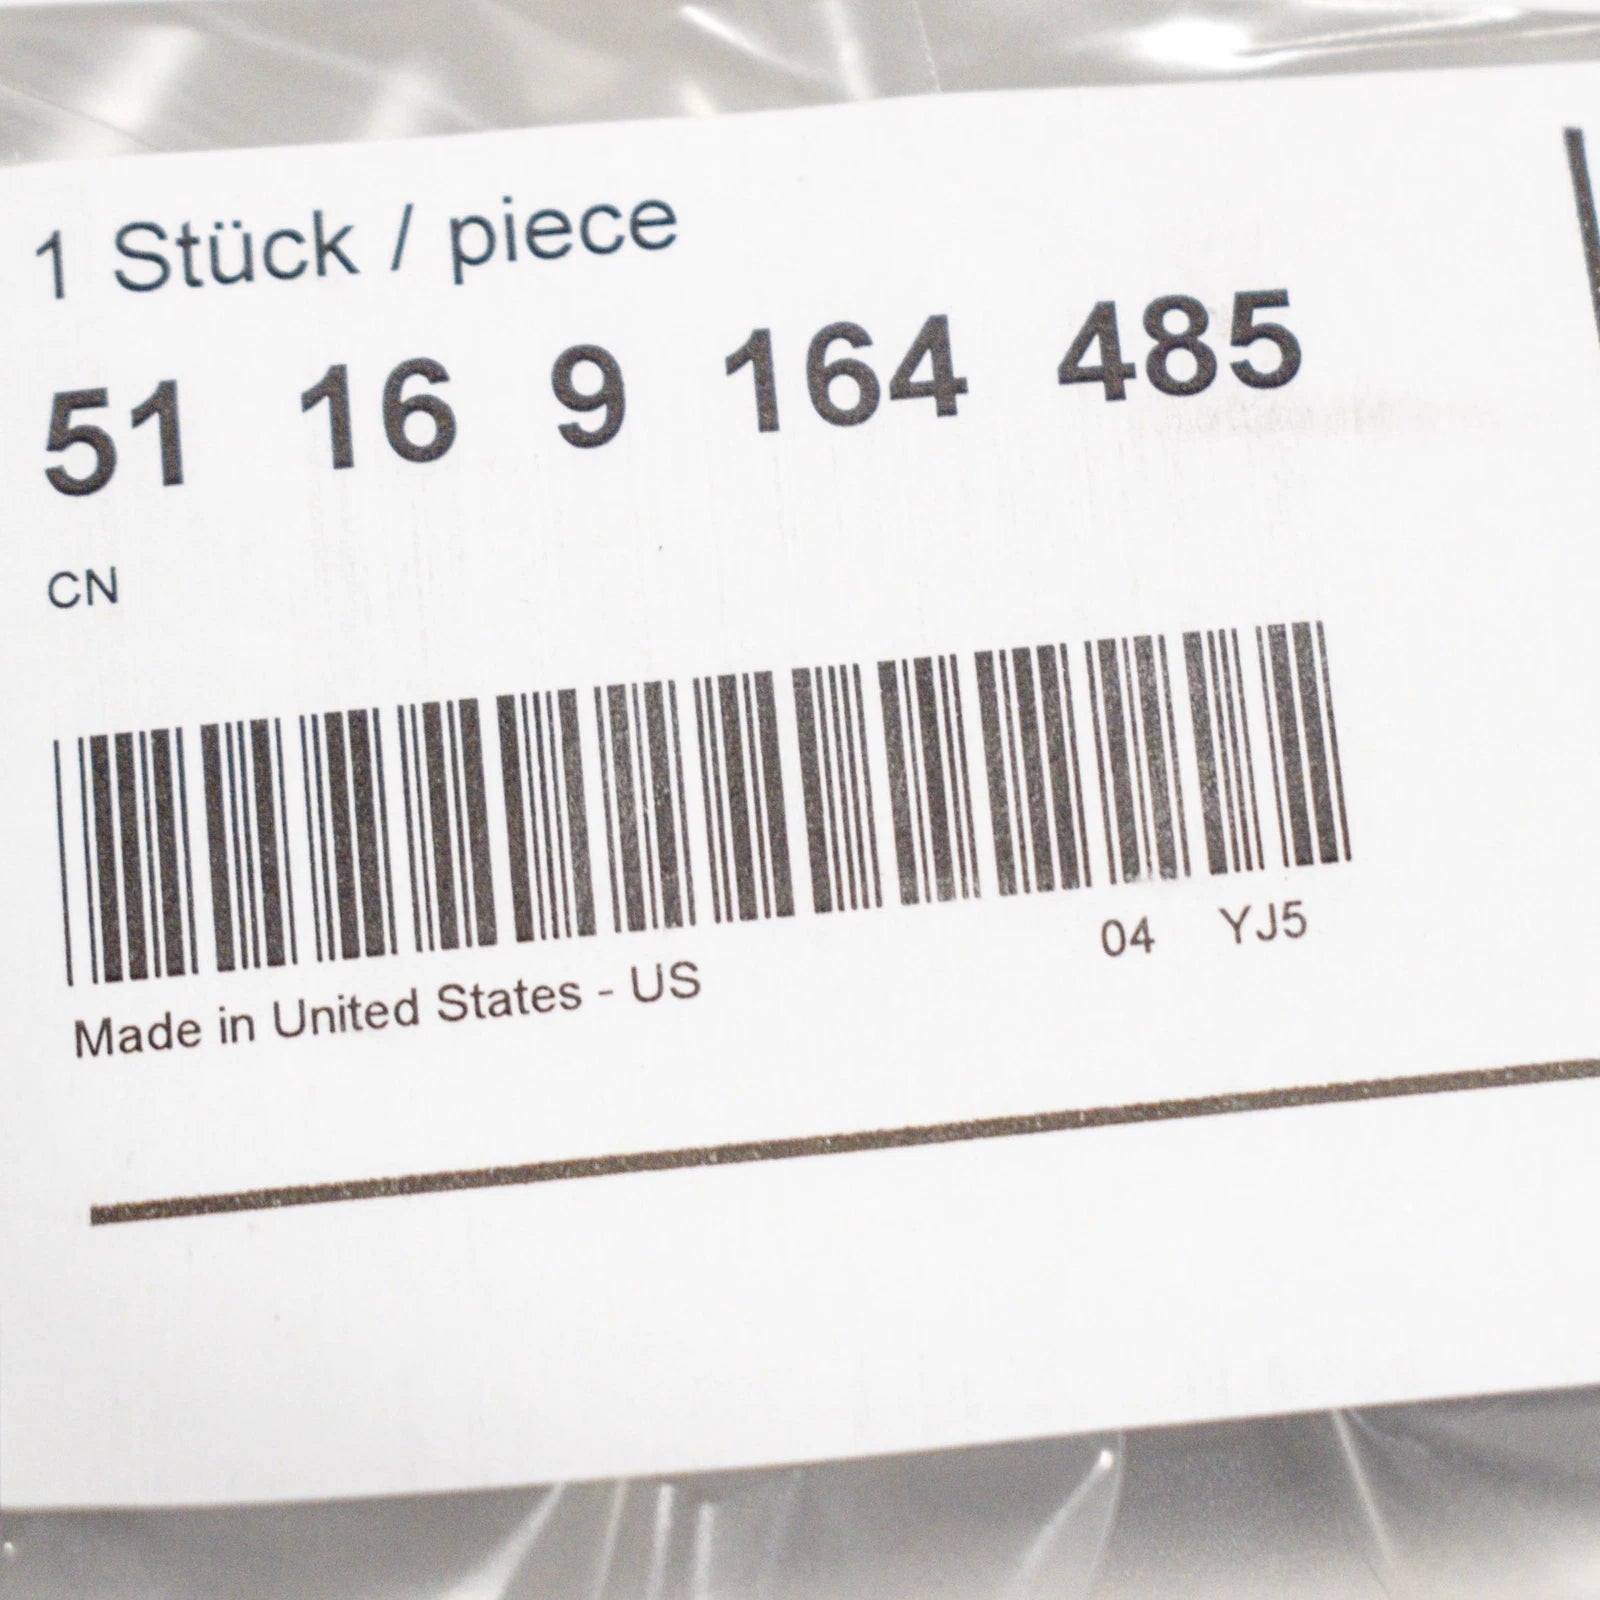 1 Stück / piece
51 16 9 164 485
CN
04 YJ5
Made in United States - US